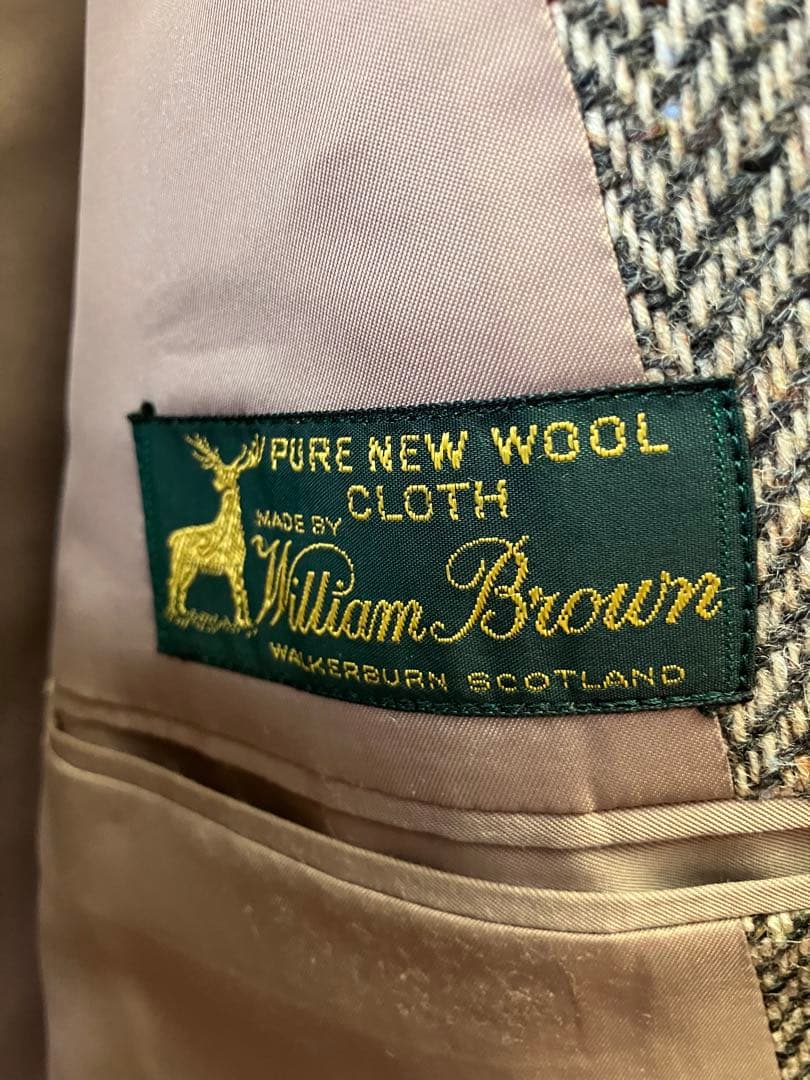 PURE NEW WOOL
CLOTH
MADE BY
William Brown
WALKERBURN SCOTLAND